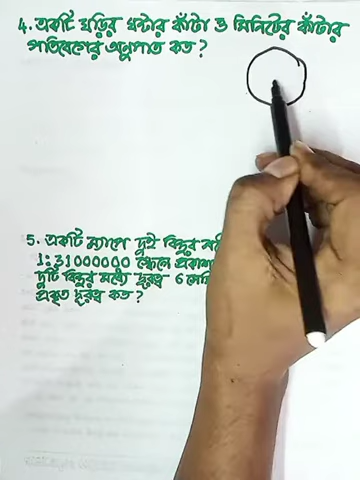 4. একটি ঘড়ির ঘন্টার কাঁটা ও মিনিটের কাঁটার
গতিবেগের অনুপাত কত?
5. একটি ম্যাপে দুই বিন্দুর
1:31000000 স্কেলে
দুটি বিন্দুর মধ্যে দূরত্ব 6
প্রকৃত দূরত্ব কত?